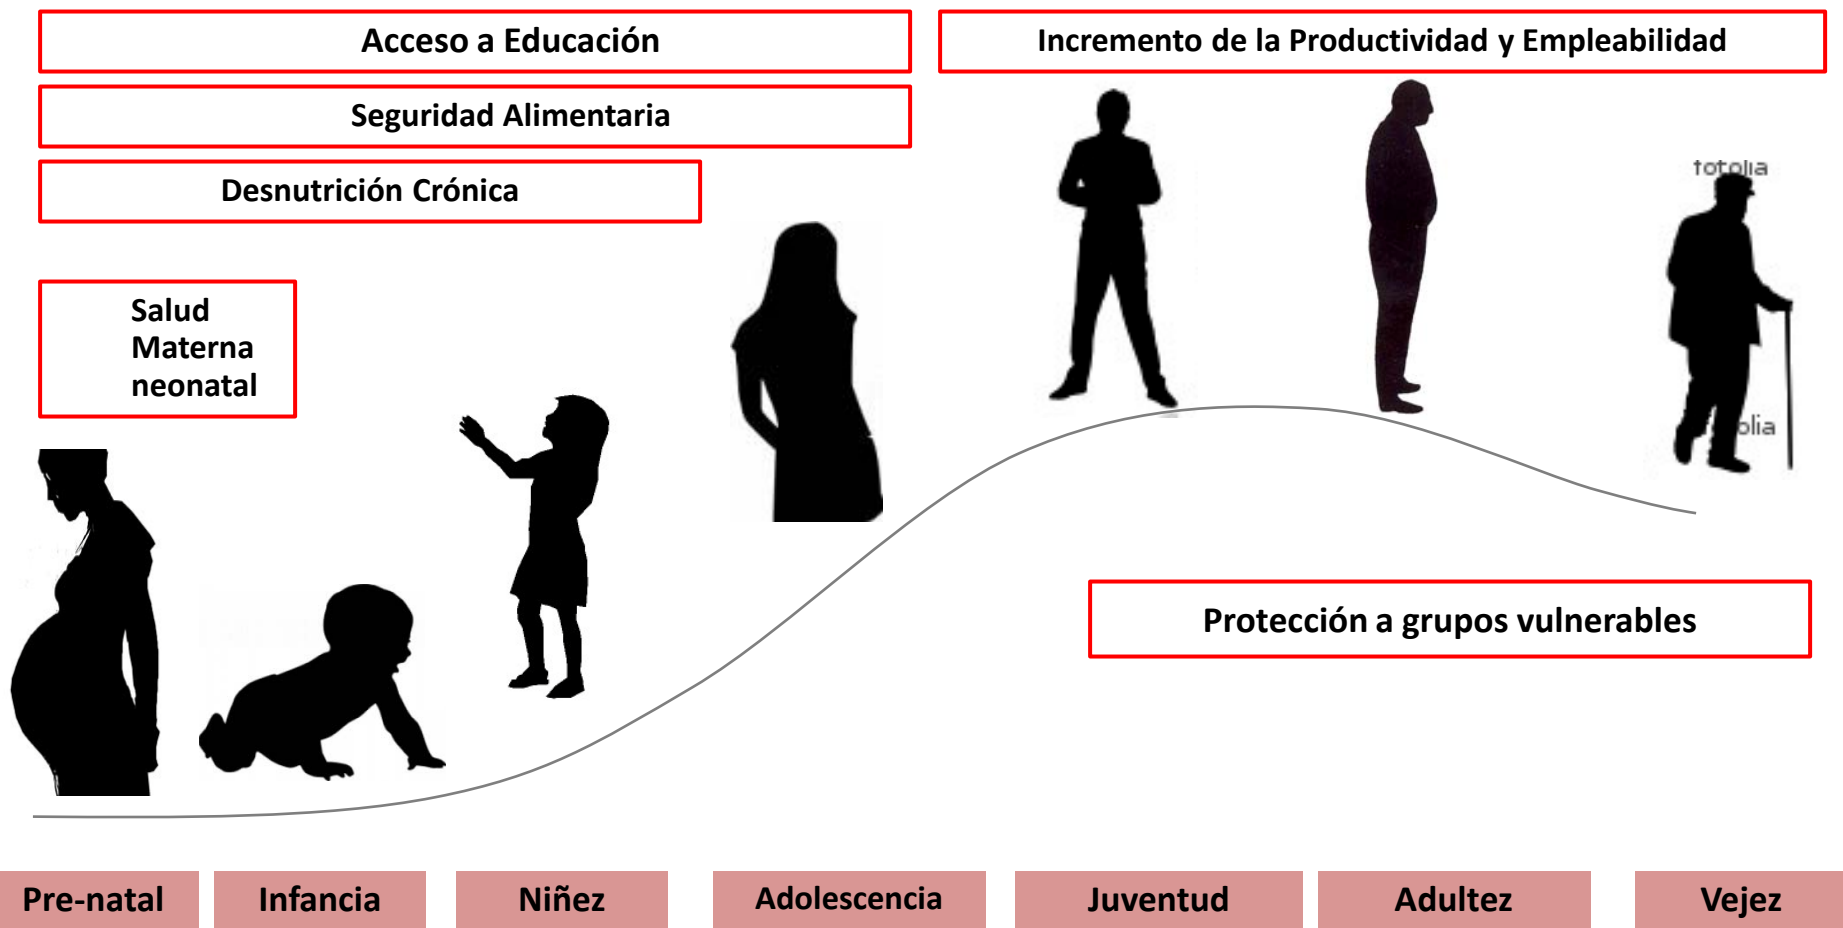 Acceso a Educación
Incremento de la Productividad y Empleabilidad
Seguridad Alimentaria
Desnutrición Crónica
fotolia
Salud
Materna
neonatal
olia
Protección a grupos vulnerables
Pre-natal
Infancia
Niñez
Adolescencia
Juventud
Adultez
Vejez